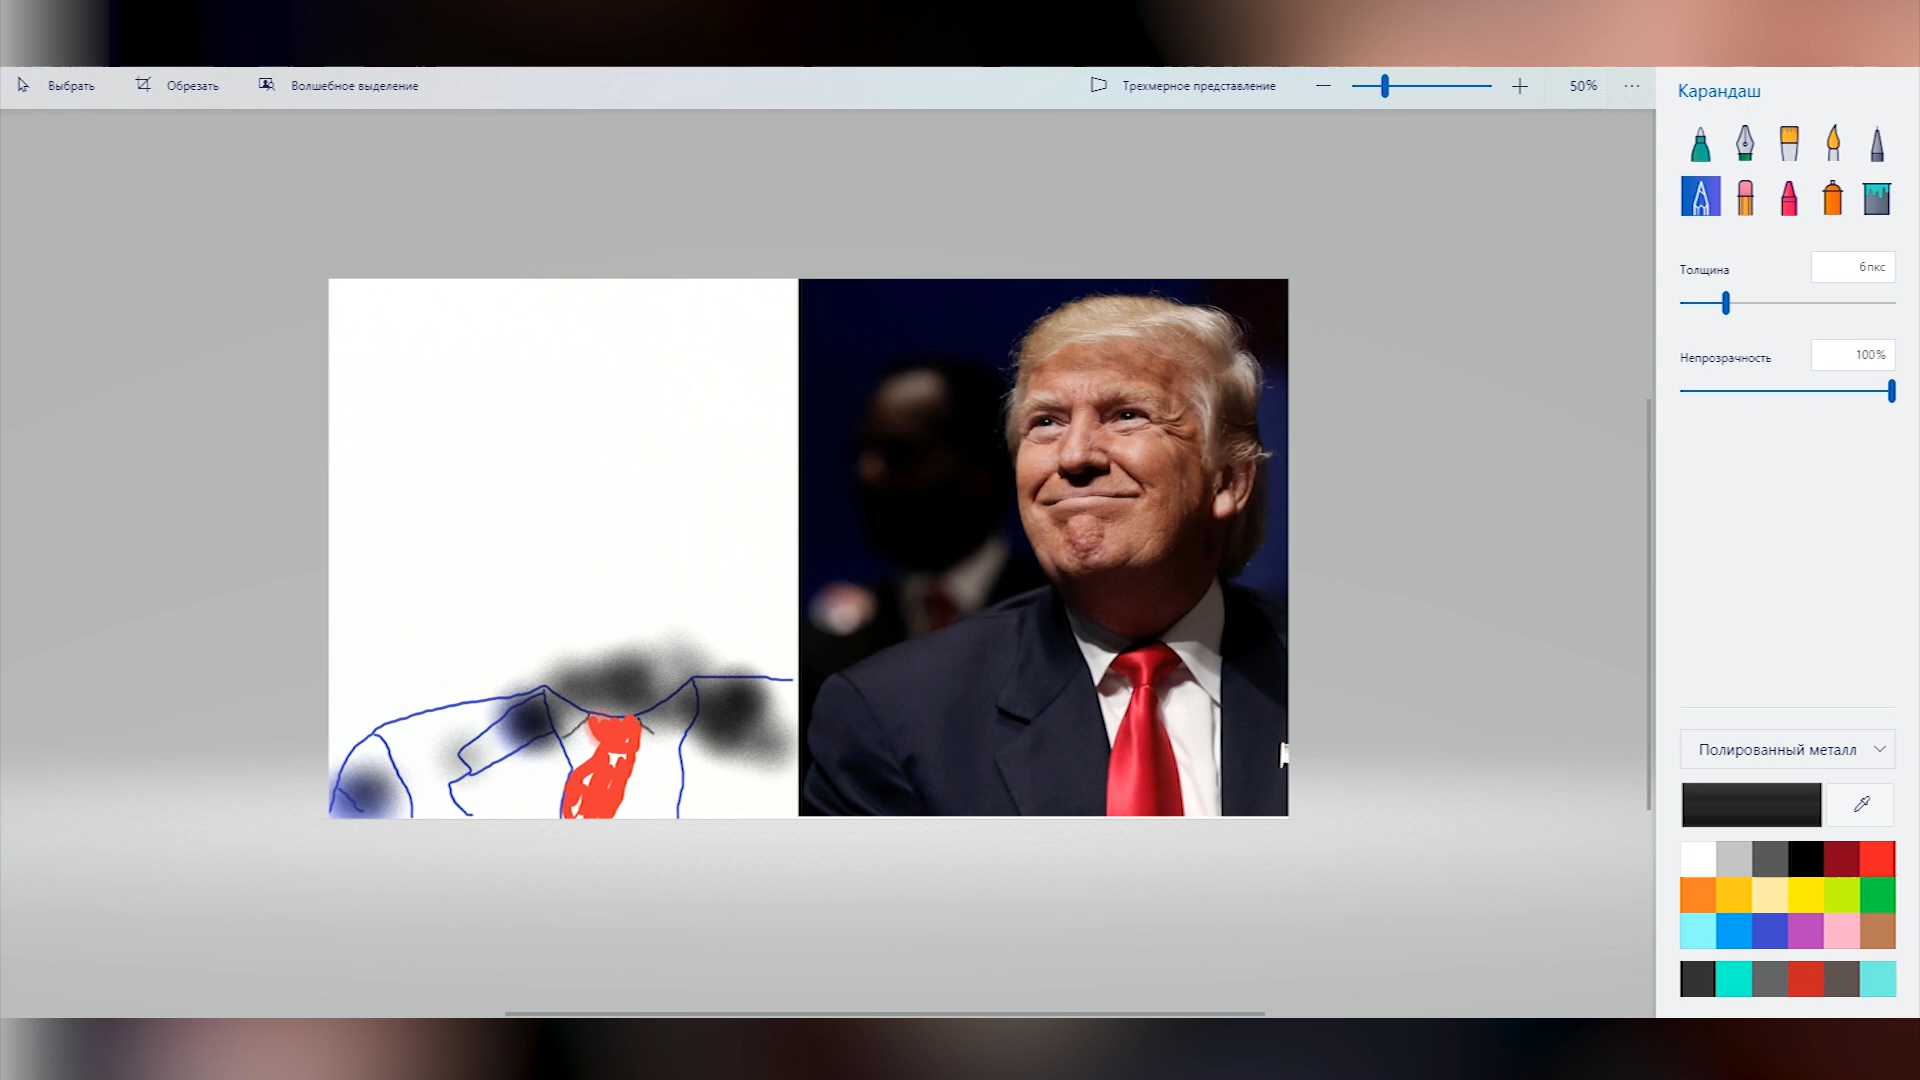 Выбрать
Обрезать
Волшебное выделение
Трехмерное представление
50%
Карандаш
Толщина
6пкс
Непрозрачность
100%
Полированный металл